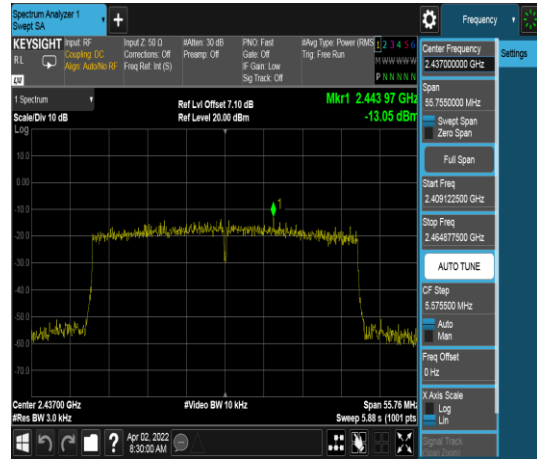 Spectrum Analyzer 1
Swept SA
+
Frequency
KEYSIGHT
RL
Input: RF
Coupling: DC
Align: Auto/No RF
Input Z: 50 Ω
Corrections: Off
Freq Ref: Int (S)
#Atten: 30 dB
Preamp: Off
PNO: Fast
Gate: Off
IF Gain: Low
Sig Track: Off
#Avg Type: Power (RMS
Trig: Free Run
1 2 3 4 5 6
M W W W W W
P N N N N N
LXI
1 Spectrum
Scale/Div 10 dB
Log
Ref Lvl Offset 7.10 dB
Ref Level 20.00 dBm
Mkr1 2.443 97 GHz
-13.05 dBm
10.0
0.00
-10.0
-20.0
-30.0
-40.0
-50.0
-60.0
-70.0
1
Center 2.43700 GHz
#Res BW 3.0 kHz
#Video BW 10 kHz
Span 55.76 MHz
Sweep 5.88 s (1001 pts
Apr 02, 2022
8:30:00 AM
?
Center Frequency
2.437000000 GHz
Span
55.7550000 MHz
Swept Span
Zero Span
Full Span
Start Freq
2.409122500 GHz
Stop Freq
2.464877500 GHz
AUTO TUNE
CF Step
5.575500 MHz
Auto
Man
Freq Offset
0 Hz
X Axis Scale
Log
Lin
Signal Track
(Span Zoom)
Settings